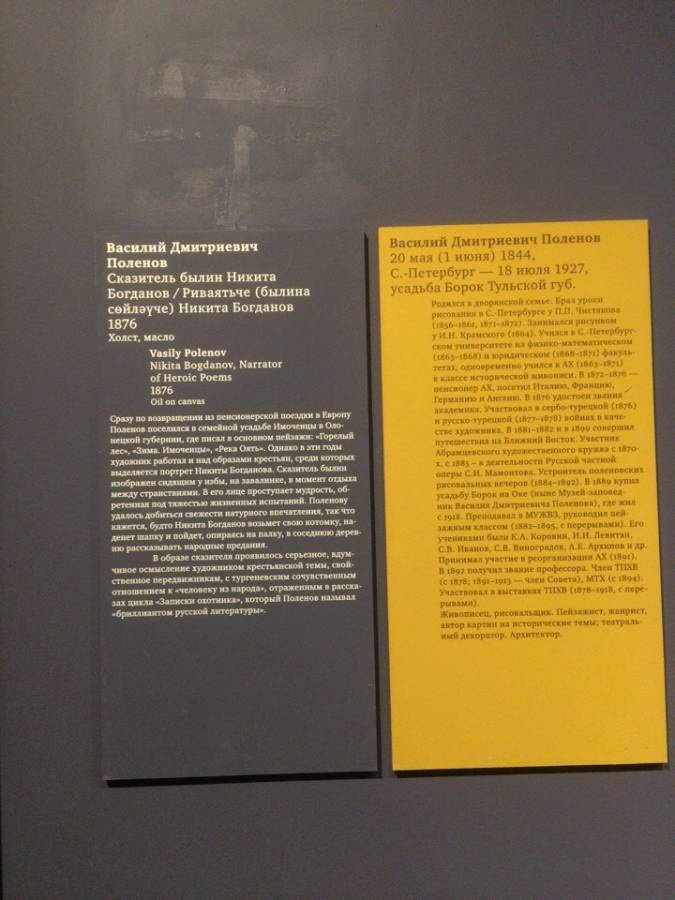 Василий Дмитриевич
Поленов
Сказитель былин Никита
Богданов / Риваятьче (былина
сөйләүче) Никита Богданов
1876
Холст, масло
Vasily Polenov
Nikita Bogdanov, Narrator
of Heroic Poems
1876
Oil on canvas
Сразу по возвращении из пенсионерской поездки в Европу
Поленов поселился в семейной усадьбе Имоченцы в Оло-
нецкой губернии, где писал в основном пейзажи: «Горелый
лес», «Зима. Имоченцы», «Река Оять». Однако в эти годы
художник работал и над образами крестьян, среди которых
выделяется портрет Никиты Богданова. Сказитель былин
изображен сидящим у избы, на завалинке, в момент отдыха
между странствиями. В его лице проступает мудрость, об-
ретенная под тяжестью жизненных испытаний. Поленову
удалось добиться свежести натурного впечатления, так что
кажется, будто Никита Богданов возьмет свою котомку, на-
денет шапку и пойдет, опираясь на палку, в соседнюю дерев-
ню рассказывать народные предания.
В образе сказителя проявилось серьезное, вдум-
чивое осмысление художником крестьянской темы, свой-
ственное передвижникам, с тургеневским сочувственным
отношением к «человеку из народа», отраженным в расска-
зах цикла «Записки охотника», который Поленов называл
«бриллиантом русской литературы».
Василий Дмитриевич Поленов
20 мая (1 июня) 1844,
С.-Петербург — 18 июля 1927,
усадьба Борок Тульской губ.
Родился в дворянской семье. Брал уроки
рисования в С.-Петербурге у П.П. Чистякова
(1856–1861, 1871–1872). Занимался рисунком
у И.Н. Крамского (1864). Учился в С.-Петербург-
ском университете на физико-математическом
(1863–1868) и юридическом (1868–1871) факуль-
тетах, одновременно учился в АХ (1863–1871)
в классе исторической живописи. В 1872–1876 —
пенсионер АХ, посетил Италию, Францию,
Германию и Англию. В 1876 удостоен звания
академика. Участвовал в сербо-турецкой (1876)
и русско-турецкой (1877–1878) войнах в каче-
стве художника. В 1881–1882 и в 1899 совершил
путешествия на Ближний Восток. Участник
Абрамцевского художественного кружка с 1870-
х, с 1885 – в деятельности Русской частной
оперы С.И. Мамонтова. Устроитель поленовских
рисовальных вечеров (1884–1892). В 1889 купил
усадьбу Борок на Оке (ныне Музей-заповед-
ник Василия Дмитриевича Поленова), где жил
с 1918. Преподавал в МУЖВЗ, руководил пей-
зажным классом (1882–1895, с перерывами). Его
учениками были К.А. Коровин, И.И. Левитан,
С.В. Иванов, С.В. Виноградов, А.Е. Архипов и др.
Принимал участие в реорганизации АХ (1891).
В 1892 получил звание профессора. Член ТПХВ
(с 1878; 1891–1913 — член Совета), МТХ (с 1894).
Участвовал в выставках ТПХВ (1878–1918, с пере-
рывами).
Живописец, рисовальщик. Пейзажист, жанрист,
автор картин на исторические темы; театраль-
ный декоратор. Архитектор.